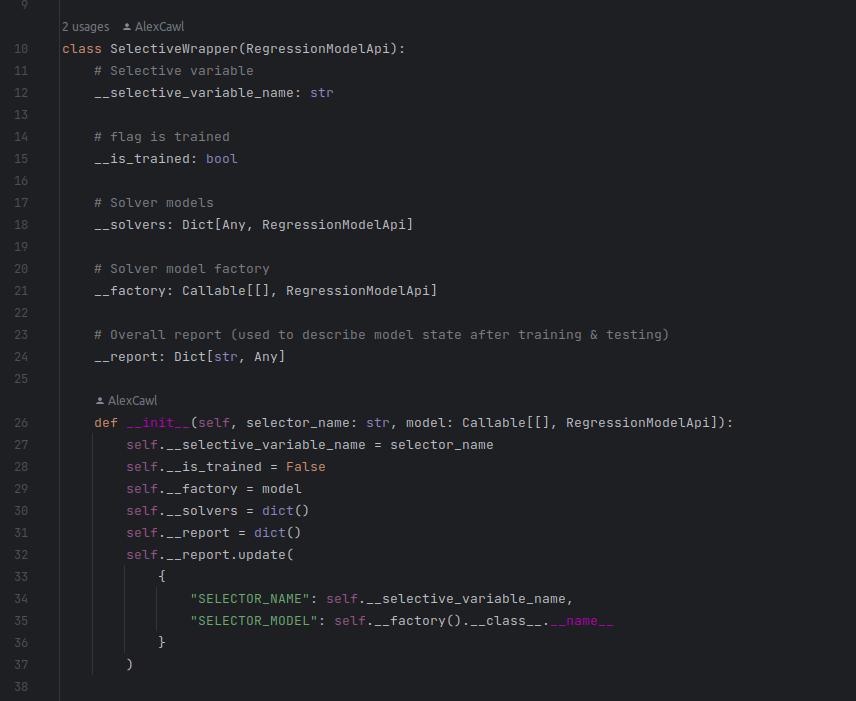 9
2 usages AlexCawl
10 class SelectiveWrapper(RegressionModelApi):
11     # Selective variable
12     __selective_variable_name: str
13
14     # flag is trained
15     __is_trained: bool
16
17     # Solver models
18     __solvers: Dict[Any, RegressionModelApi]
19
20     # Solver model factory
21     __factory: Callable[[], RegressionModelApi]
22
23     # Overall report (used to describe model state after training & testing)
24     __report: Dict[str, Any]
25
AlexCawl
26     def __init__(self, selector_name: str, model: Callable[[], RegressionModelApi]):
27         self.__selective_variable_name = selector_name
28         self.__is_trained = False
29         self.__factory = model
30         self.__solvers = dict()
31         self.__report = dict()
32         self.__report.update(
33             {
34                 "SELECTOR_NAME": self.__selective_variable_name,
35                 "SELECTOR_MODEL": self.__factory().__class__.__name__
36             }
37         )
38